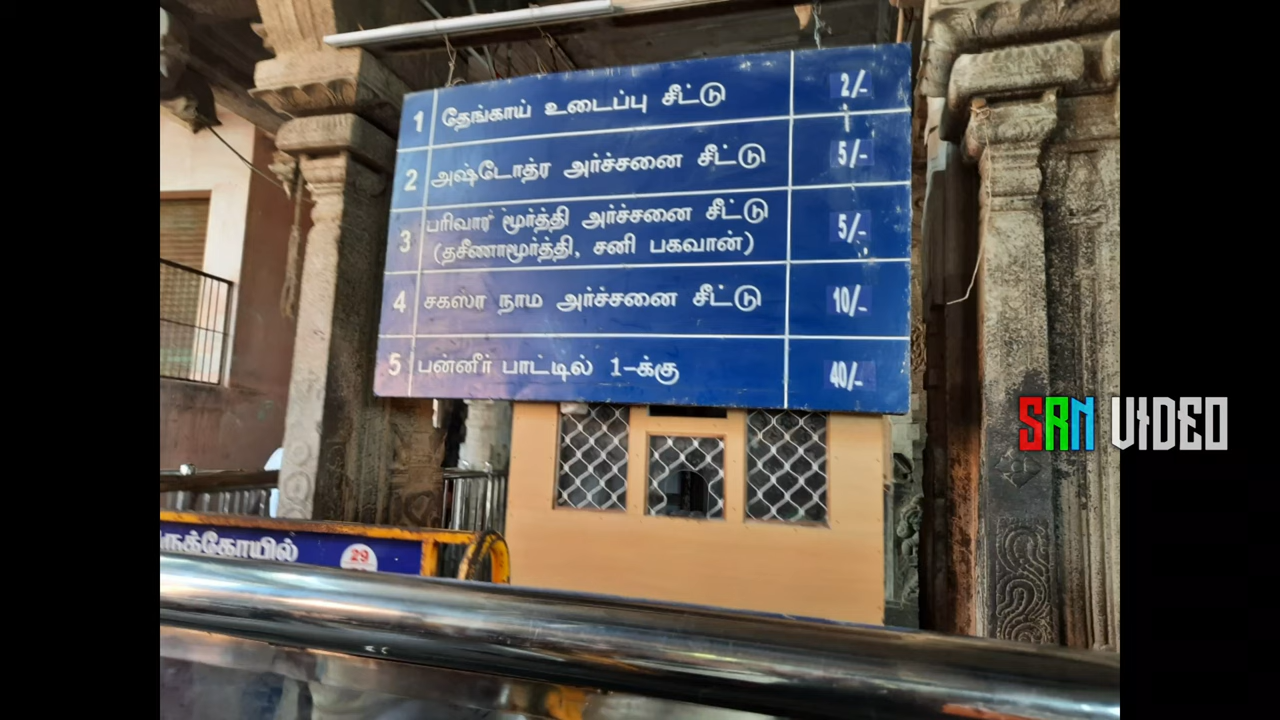 1 தேங்காய் உடைப்பு சீட்டு 2/-
2 அஷ்டோத்ர அர்ச்சனை சீட்டு 5/-
3 பரிவார மூர்த்தி அர்ச்சனை சீட்டு 5/-
(தசீணாமூர்த்தி, சனி பகவான்)
4 சகஸ்ர நாம அர்ச்சனை சீட்டு 10/-
5 பன்னீர் பாட்டில் 1-க்கு 40/-
SRN VIDEO
29